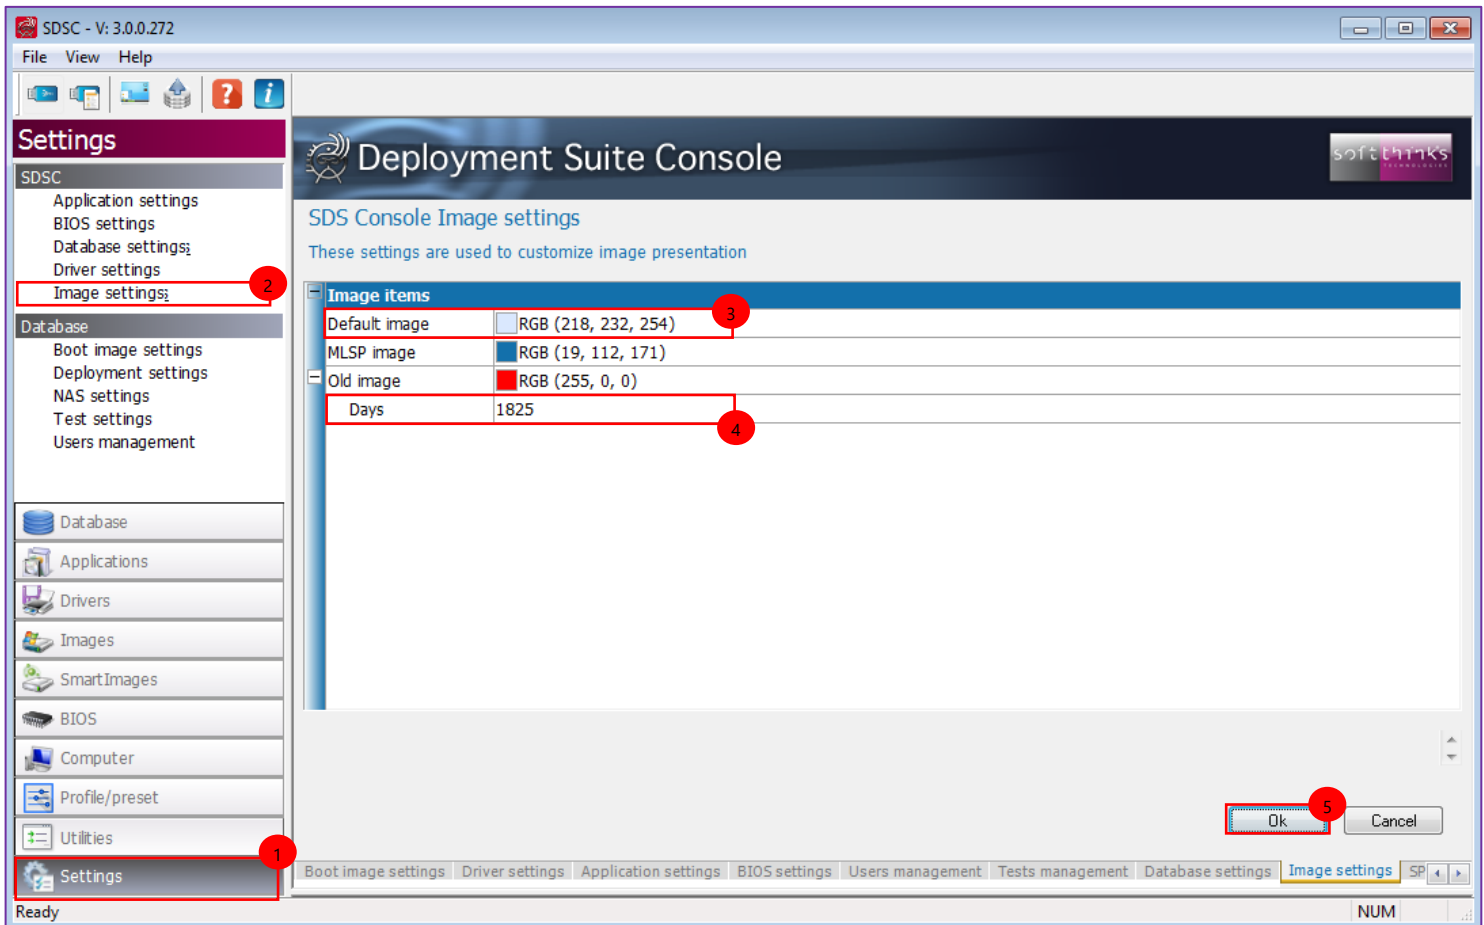 SDSC - V: 3.0.0.272
File View Help
Settings
SDSC
Application settings
BIOS settings
Database settings;
Driver settings
Image settings;
2
Database
Boot image settings
Deployment settings
NAS settings
Test settings
Users management
Database
Applications
Drivers
Images
SmartImages
BIOS
Computer
Profile/preset
Utilities
1
Settings
Deployment Suite Console
softthinks
TECHNOLOGIES
SDS Console Image settings
These settings are used to customize image presentation
Image items
Default image RGB (218, 232, 254)
3
MLSP image RGB (19, 112, 171)
Old image RGB (255, 0, 0)
Days 1825
4
5
Ok Cancel
Boot image settings Driver settings Application settings BIOS settings Users management Tests management Database settings Image settings SP
Ready NUM